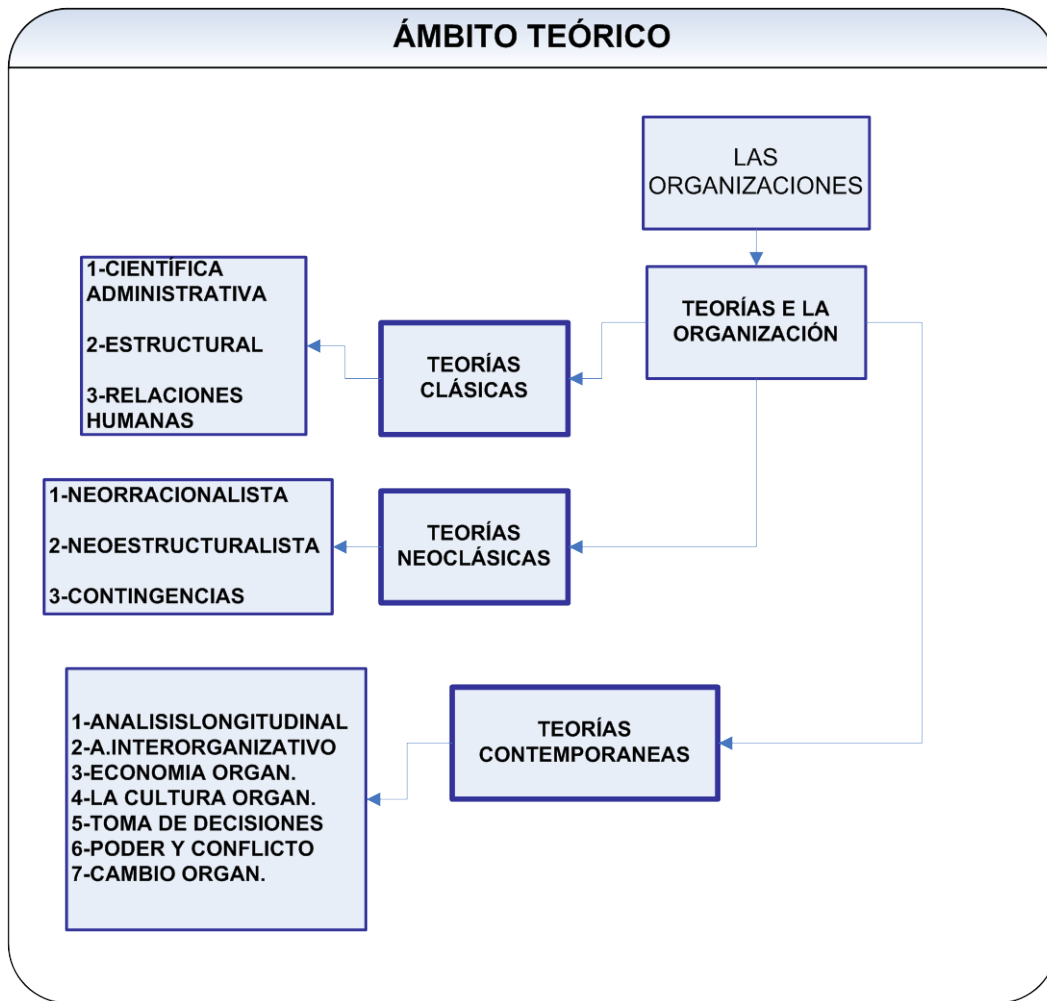 ÁMBITO TEÓRICO
LAS
ORGANIZACIONES
TEORÍAS E LA
ORGANIZACIÓN
TEORÍAS
CLÁSICAS
1-CIENTÍFICA
ADMINISTRATIVA
2-ESTRUCTURAL
3-RELACIONES
HUMANAS
TEORÍAS
NEOCLÁSICAS
1-NEORRACIONALISTA
2-NEOESTRUCTURALISTA
3-CONTINGENCIAS
TEORÍAS
CONTEMPORANEAS
1-ANALISISLONGITUDINAL
2-A.INTERORGANIZATIVO
3-ECONOMIA ORGAN.
4-LA CULTURA ORGAN.
5-TOMA DE DECISIONES
6-PODER Y CONFLICTO
7-CAMBIO ORGAN.